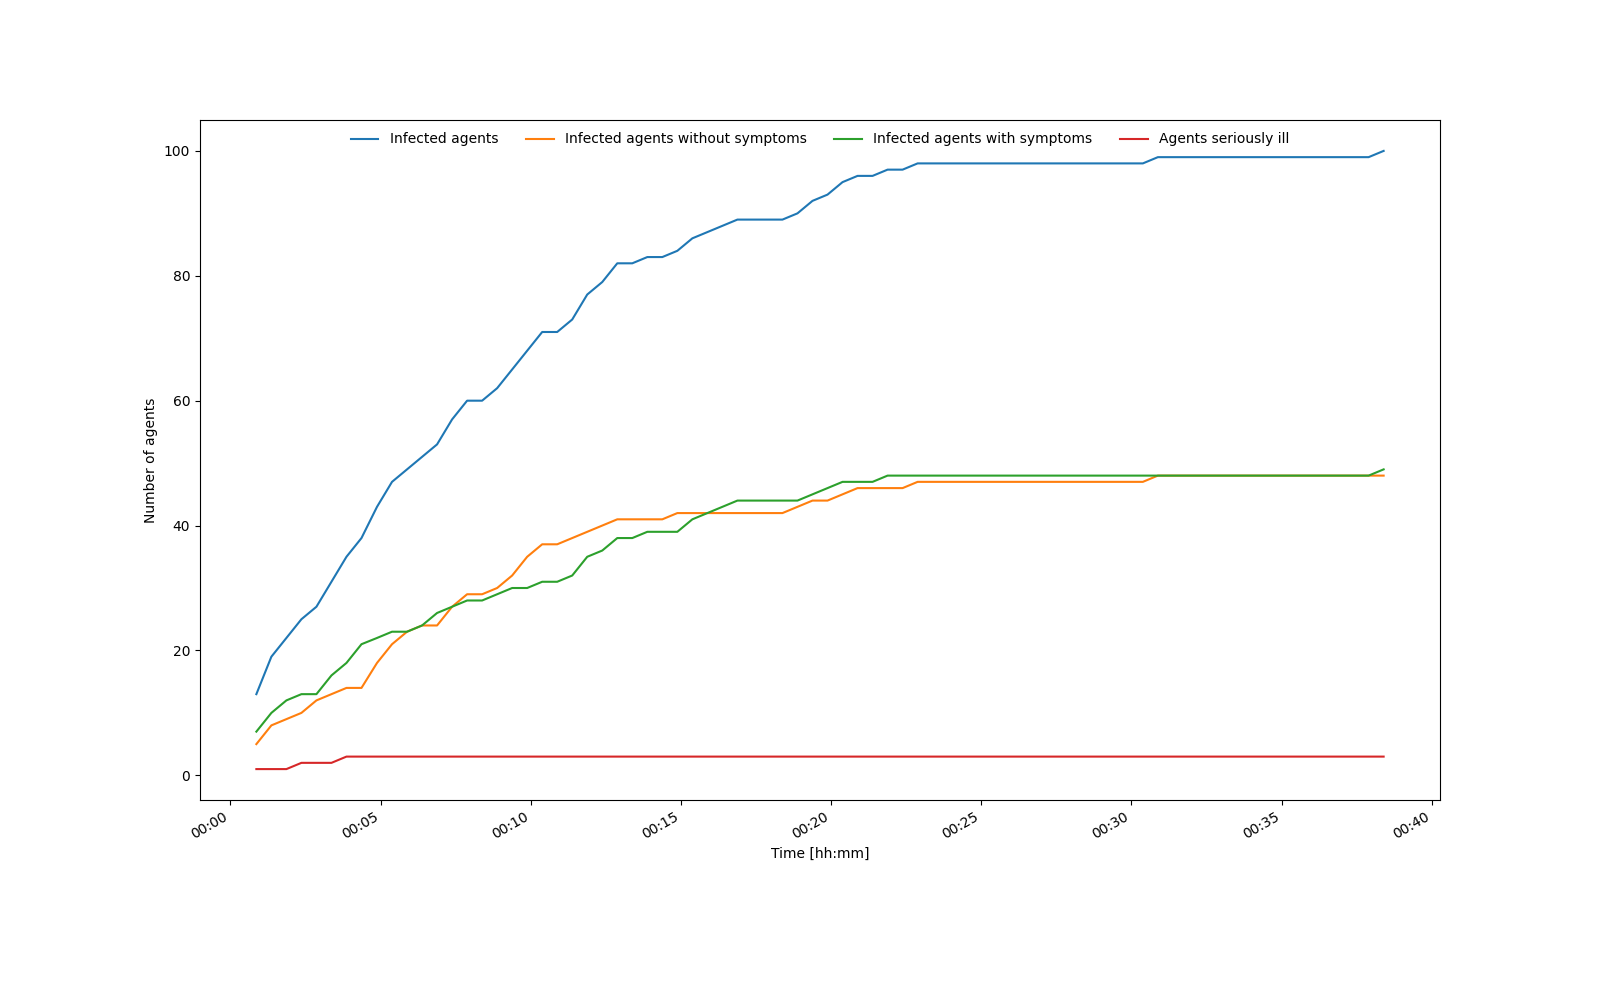 Infected agents Infected agents without symptoms Infected agents with symptoms Agents seriously ill
100
80
60
40
20
0
Number of agents
00:00 00:05 00:10 00:15 00:20 00:25 00:30 00:35 00:40
Time [hh:mm]